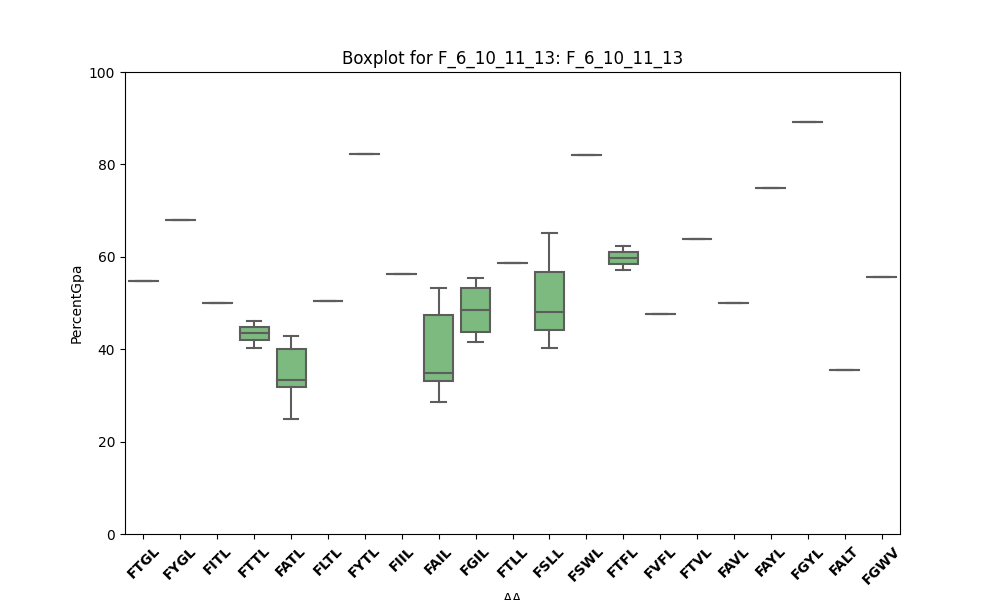 Boxplot for F_6_10_11_13: F_6_10_11_13
100
80
60
40
20
0
PercentGpa
FTGL FYGL FITL FTTL FATL FLTL FYTL FIIL FAIL FGIL FTLL FSLL FSWL FTFL FVFL FTVL FAVL FAYL FGYL FALT FGWV
AA